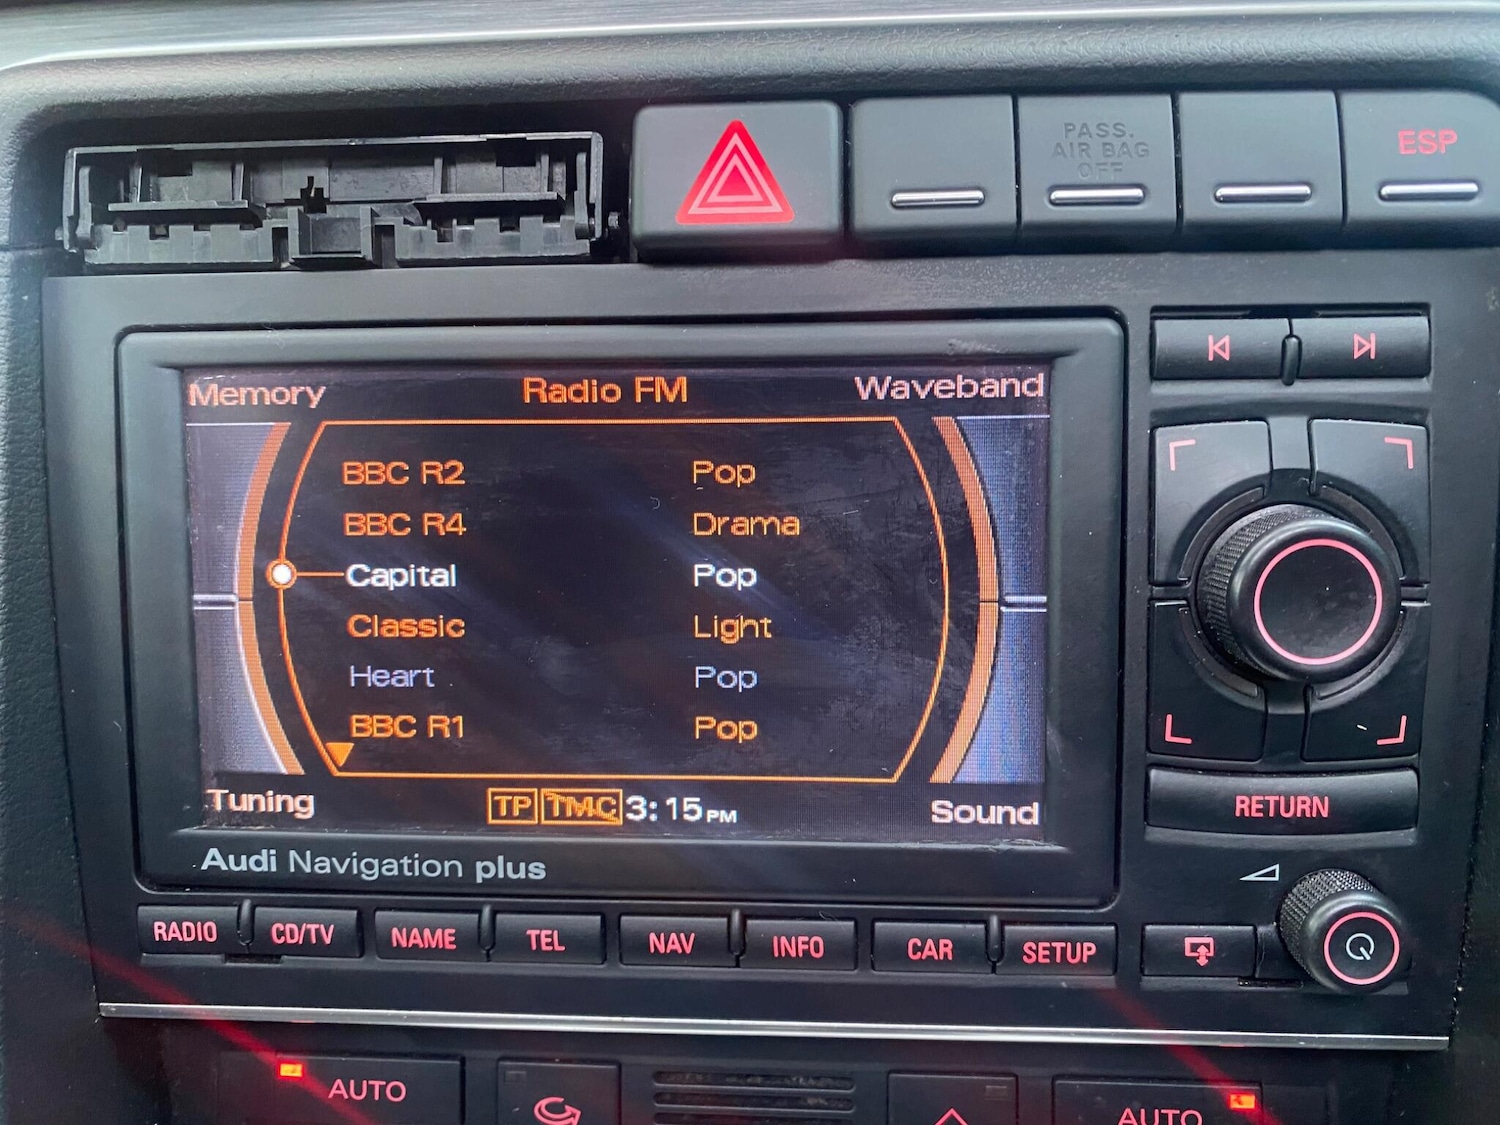 PASS.
AIR BAG
OFF
ESP
Memory Radio FM Waveband
BBC R2 Pop
BBC R4 Drama
Capital Pop
Classic Light
Heart Pop
BBC R1 Pop
Tuning TP TMC 3:15 PM Sound
Audi Navigation plus
RETURN
RADIO CD/TV NAME TEL NAV INFO CAR SETUP
AUTO AUTO